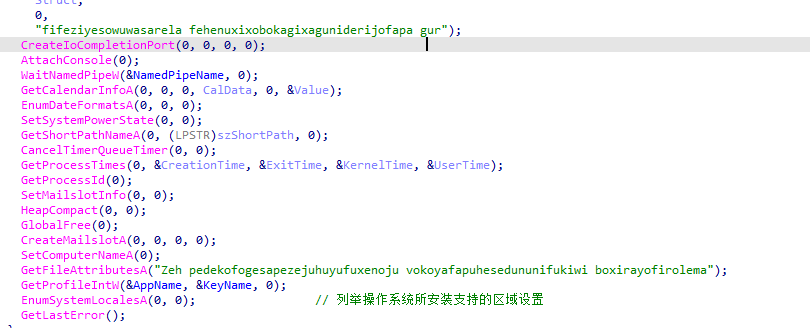 Struct,
0,
"fifeziyesowuwasarela fehenuxixobokagixaguniderijofapa gur");
CreateIoCompletionPort(0, 0, 0, 0);
AttachConsole(0);
WaitNamedPipeW(&NamedPipeName, 0);
GetCalendarInfoA(0, 0, 0, CalData, 0, &Value);
EnumDateFormatsA(0, 0, 0);
SetSystemPowerState(0, 0);
GetShortPathNameA(0, (LPSTR)szShortPath, 0);
CancelTimerQueueTimer(0, 0);
GetProcessTimes(0, &CreationTime, &ExitTime, &KernelTime, &UserTime);
GetProcessId(0);
SetMailslotInfo(0, 0);
HeapCompact(0, 0);
GlobalFree(0);
CreateMailslotA(0, 0, 0, 0);
SetComputerNameA(0);
GetFileAttributesA("Zeh pedekofogesapezejuhuyufuxenoju vokoyafapuhesedununifukiwi boxirayofirolema");
GetProfileIntW(&AppName, &KeyName, 0);
EnumSystemLocalesA(0, 0); // 列举操作系统所安装支持的区域设置
GetLastError();